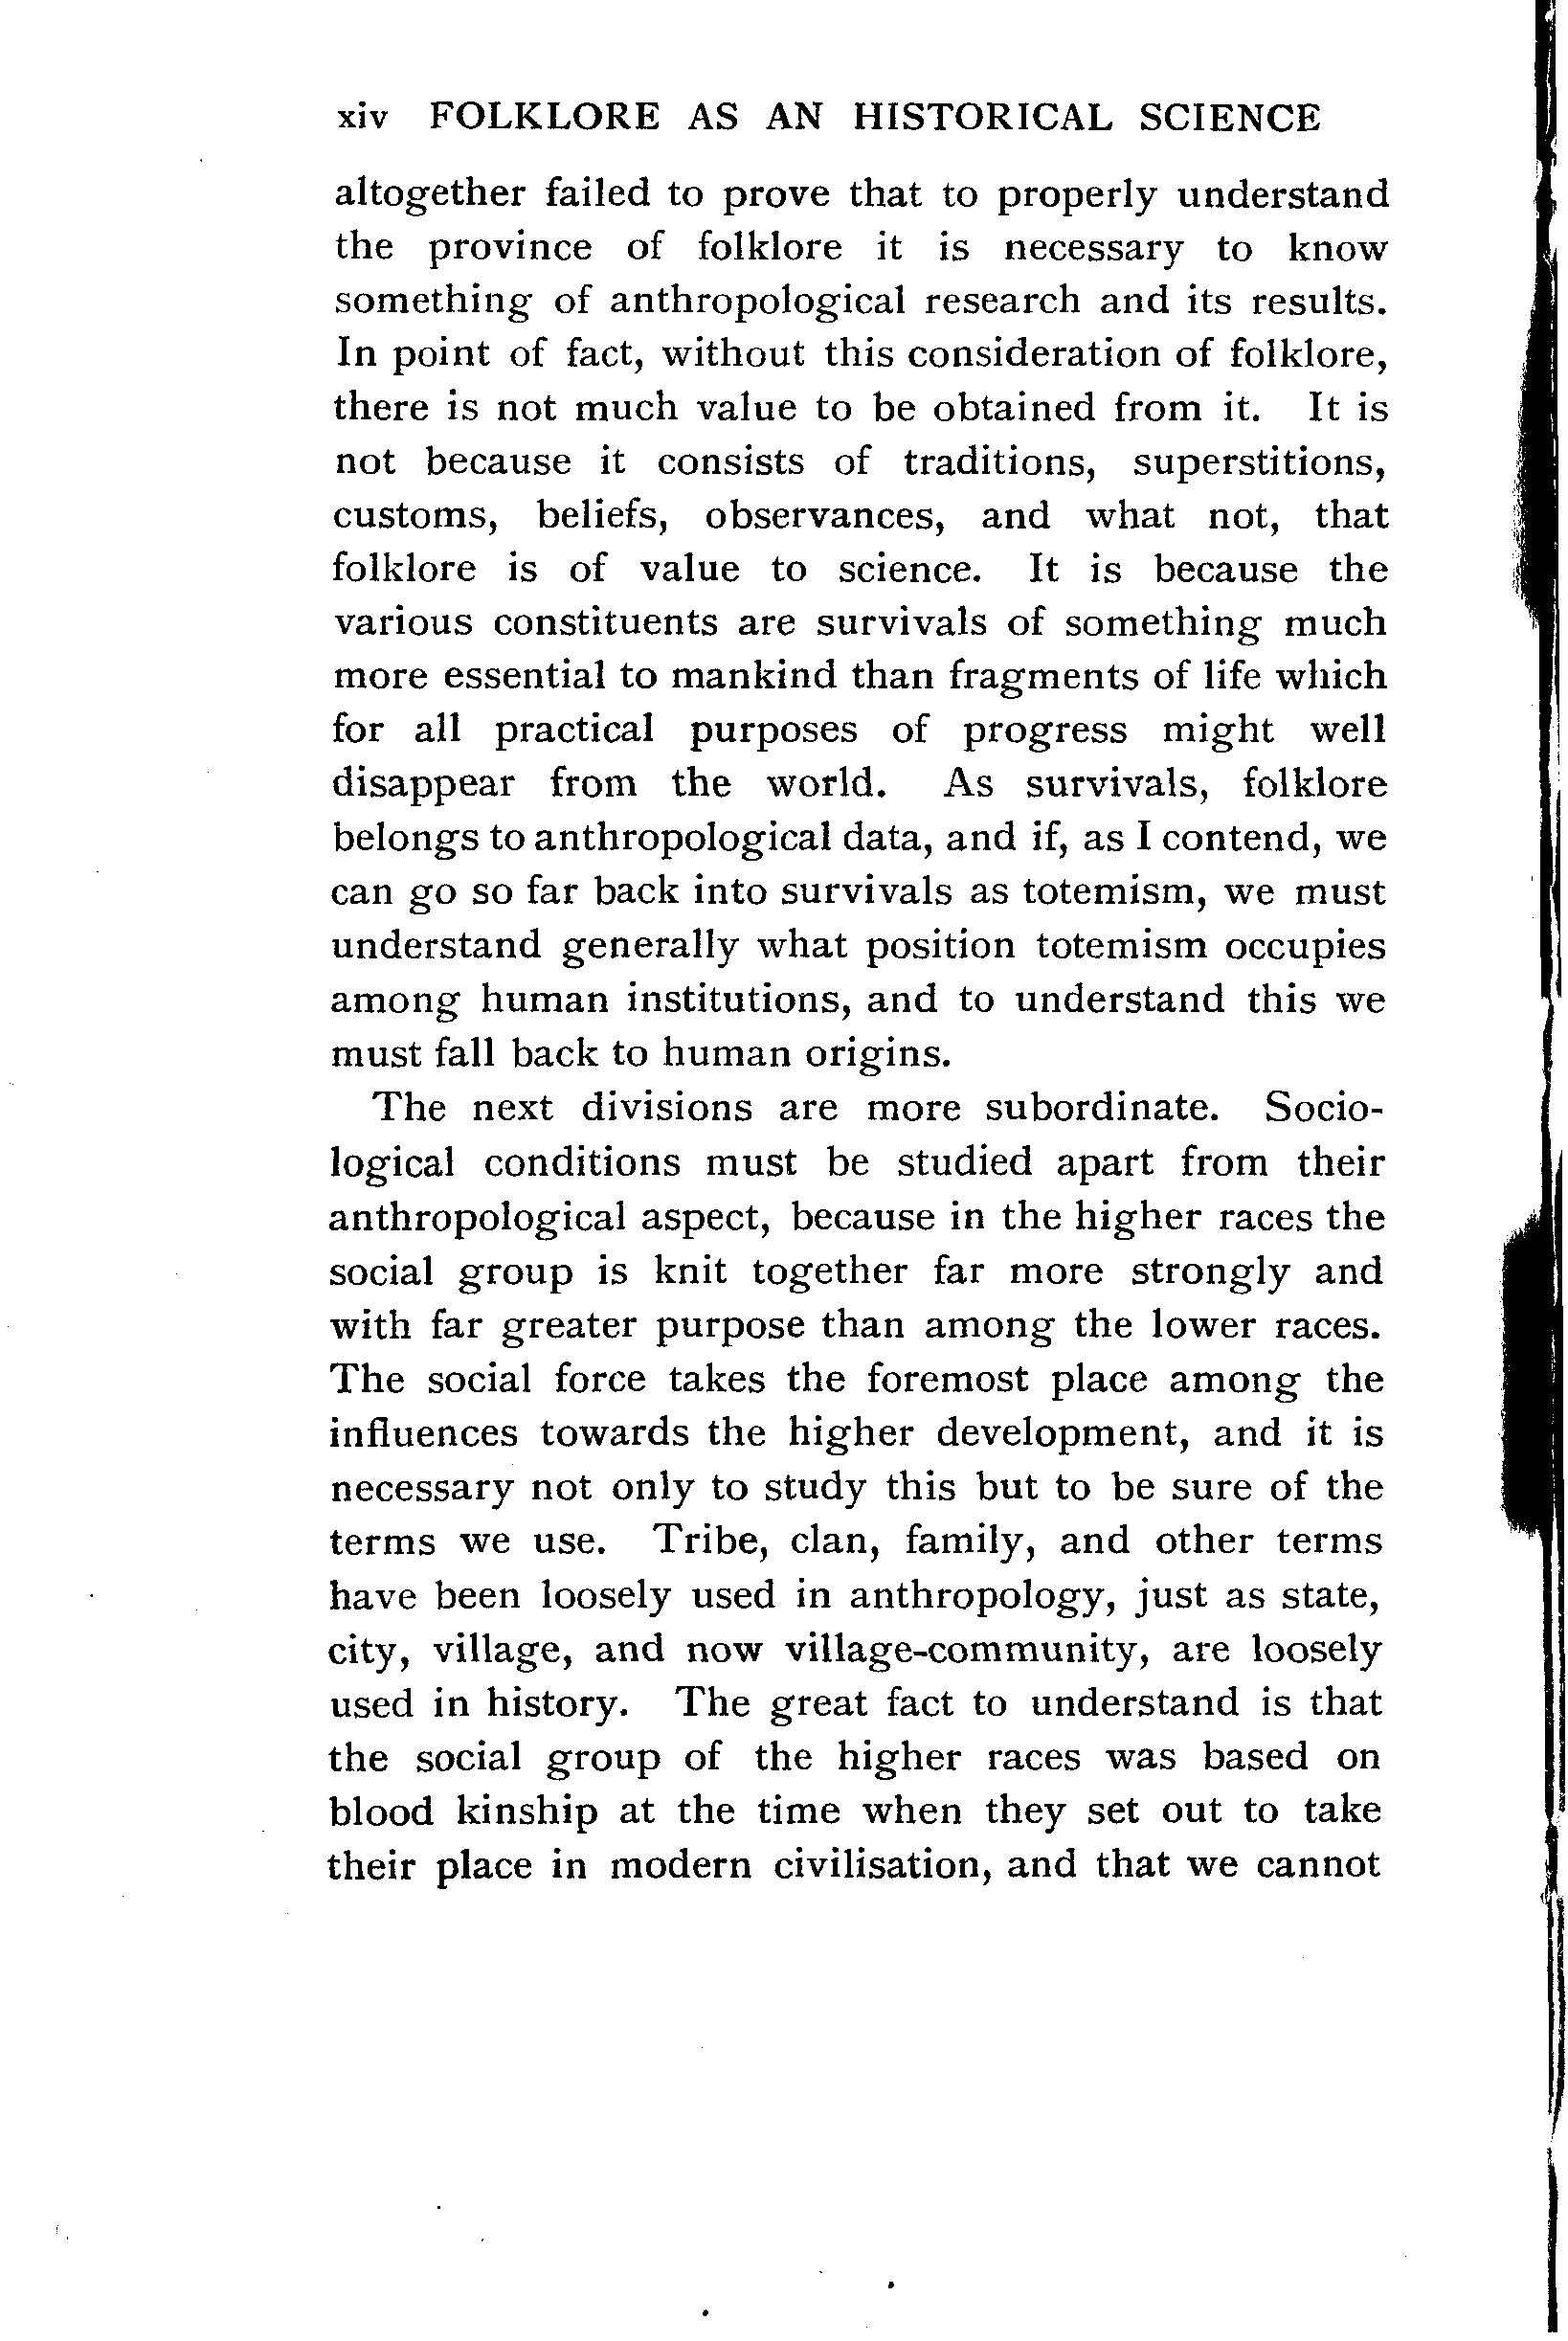 xiv FOLKLORE AS AN HISTORICAL SCIENCE
altogether failed to prove that to properly understand
the province of folklore it is necessary to know
something of anthropological research and its results.
In point of fact, without this consideration of folklore,
there is not much value to be obtained from it. It is
not because it consists of traditions, superstitions,
customs, beliefs, observances, and what not, that
folklore is of value to science. It is because the
various constituents are survivals of something much
more essential to mankind than fragments of life which
for all practical purposes of progress might well
disappear from the world. As survivals, folklore
belongs to anthropological data, and if, as I contend, we
can go so far back into survivals as totemism, we must
understand generally what position totemism occupies
among human institutions, and to understand this we
must fall back to human origins.
The next divisions are more subordinate. Socio-
logical conditions must be studied apart from their
anthropological aspect, because in the higher races the
social group is knit together far more strongly and
with far greater purpose than among the lower races.
The social force takes the foremost place among the
influences towards the higher development, and it is
necessary not only to study this but to be sure of the
terms we use. Tribe, clan, family, and other terms
have been loosely used in anthropology, just as state,
city, village, and now village-community, are loosely
used in history. The great fact to understand is that
the social group of the higher races was based on
blood kinship at the time when they set out to take
their place in modern civilisation, and that we cannot